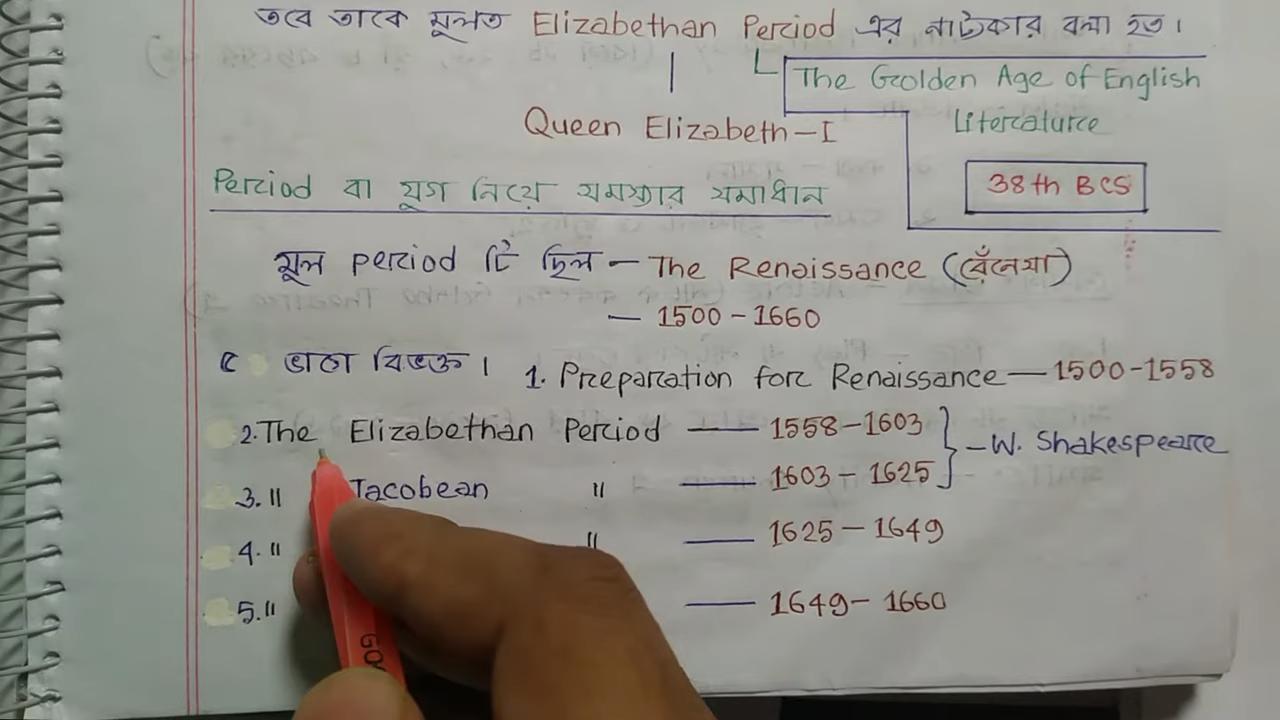 তবে তাকে মূলত Elizabethan Period এর নাট্যকার বলা হত।
The Golden Age of English
Literature
Queen Elizabeth-I
38th BCS
Period বা যুগ নিয়ে সমস্যার সমাধান
মূল period টি ছিল - The Renaissance (রেঁনেসা)
— 1500-1660
৫ ভাগে বিভক্ত। 1. Preparation for Renaissance — 1500-1558
2. The Elizabethan Period — 1558-1603
- W. Shakespeare
3. " Jacobean " — 1603-1625
4. " " — 1625-1649
5. " — 1649-1660
GO